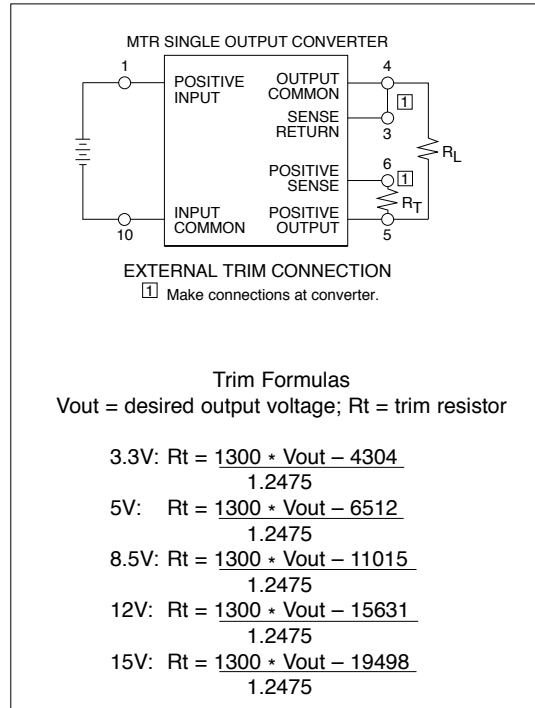 MTR SINGLE OUTPUT CONVERTER
1
POSITIVE
INPUT
OUTPUT
COMMON
4
1
SENSE
RETURN
3
RL
POSITIVE
SENSE
6
1
RT
INPUT
COMMON
10
POSITIVE
OUTPUT
5
EXTERNAL TRIM CONNECTION
1 Make connections at converter.
Trim Formulas
Vout = desired output voltage; Rt = trim resistor
3.3V: Rt = 1300 * Vout – 4304
1.2475
5V: Rt = 1300 * Vout – 6512
1.2475
8.5V: Rt = 1300 * Vout – 11015
1.2475
12V: Rt = 1300 * Vout – 15631
1.2475
15V: Rt = 1300 * Vout – 19498
1.2475